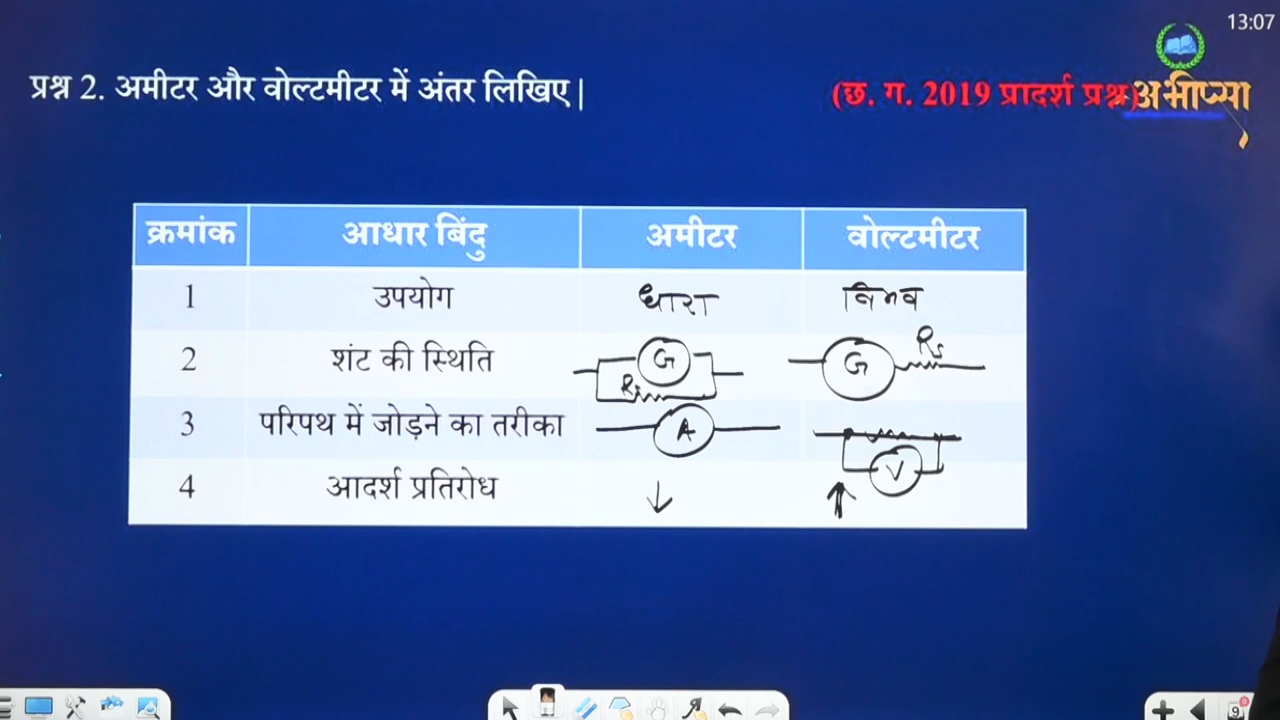 13:07
प्रश्न 2. अमीटर और वोल्टमीटर में अंतर लिखिए|
(छ. ग. 2019 प्रादर्श प्रश्न)
अभीप्सा
क्रमांक आधार बिंदु अमीटर वोल्टमीटर
1 उपयोग धारा विभव
2 शंट की स्थिति G G Rs
3 परिपथ में जोड़ने का तरीका A V
4 आदर्श प्रतिरोध
9